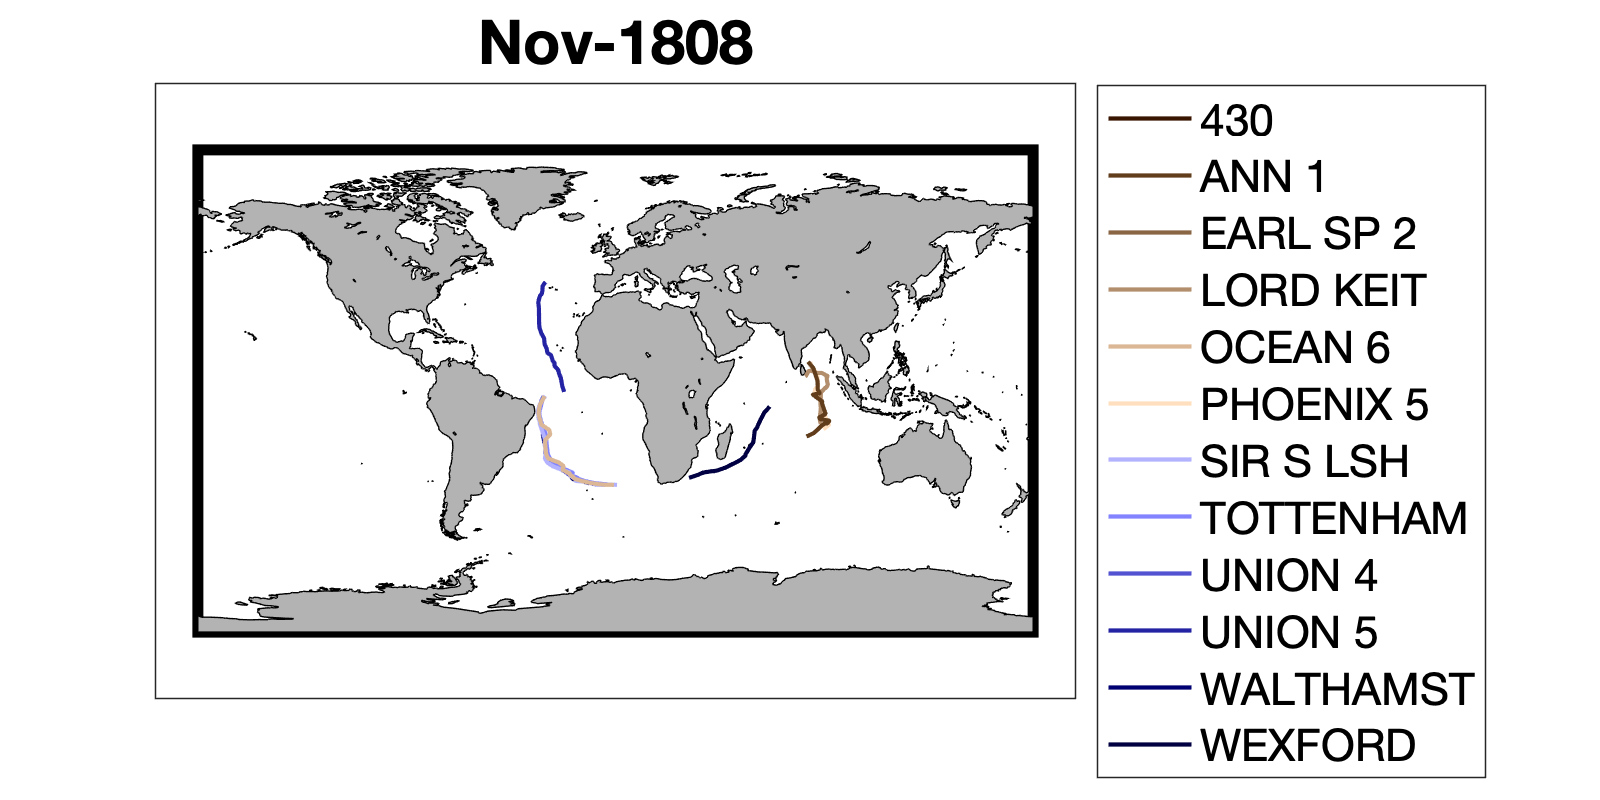 Nov-1808
430
ANN 1
EARL SP 2
LORD KEIT
OCEAN 6
PHOENIX 5
SIR S LSH
TOTTENHAM
UNION 4
UNION 5
WALTHAMST
WEXFORD